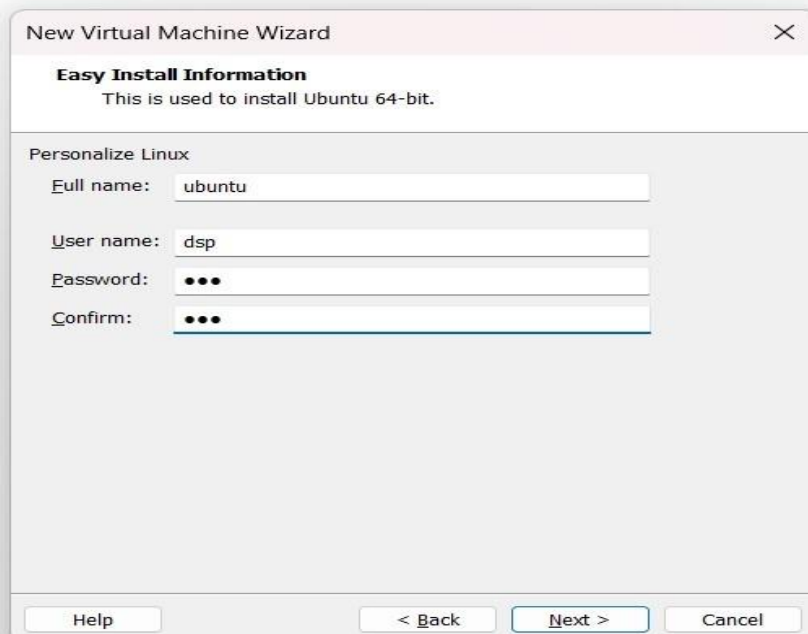 New Virtual Machine Wizard
Easy Install Information
This is used to install Ubuntu 64-bit.
Personalize Linux
Full name: ubuntu
User name: dsp
Password: ●●●
Confirm: ●●●
Help < Back Next > Cancel